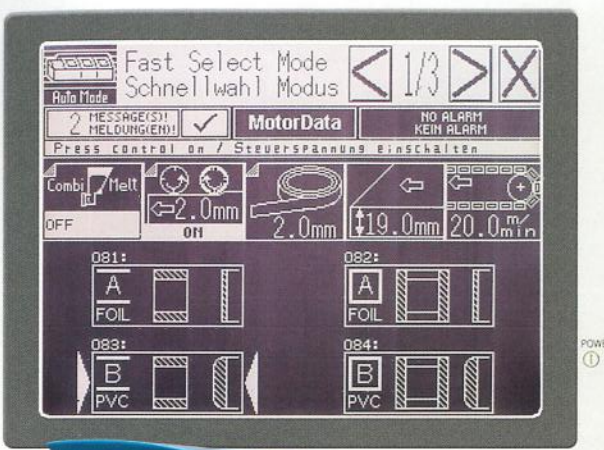 Fast Select Mode
Schnellwahl Modus
1/3
Auto Mode
2 MESSAGE(S)!
MELDUNG(EN)!
MotorData
NO ALARM
KEIN ALARM
Press control on / Steuerspannung einschalten
Combi Melt
OFF
2.0mm
ON
2.0mm
19.0mm
20.0m/min
081:
A
FOIL
082:
A
FOIL
083:
B
PVC
084:
B
PVC